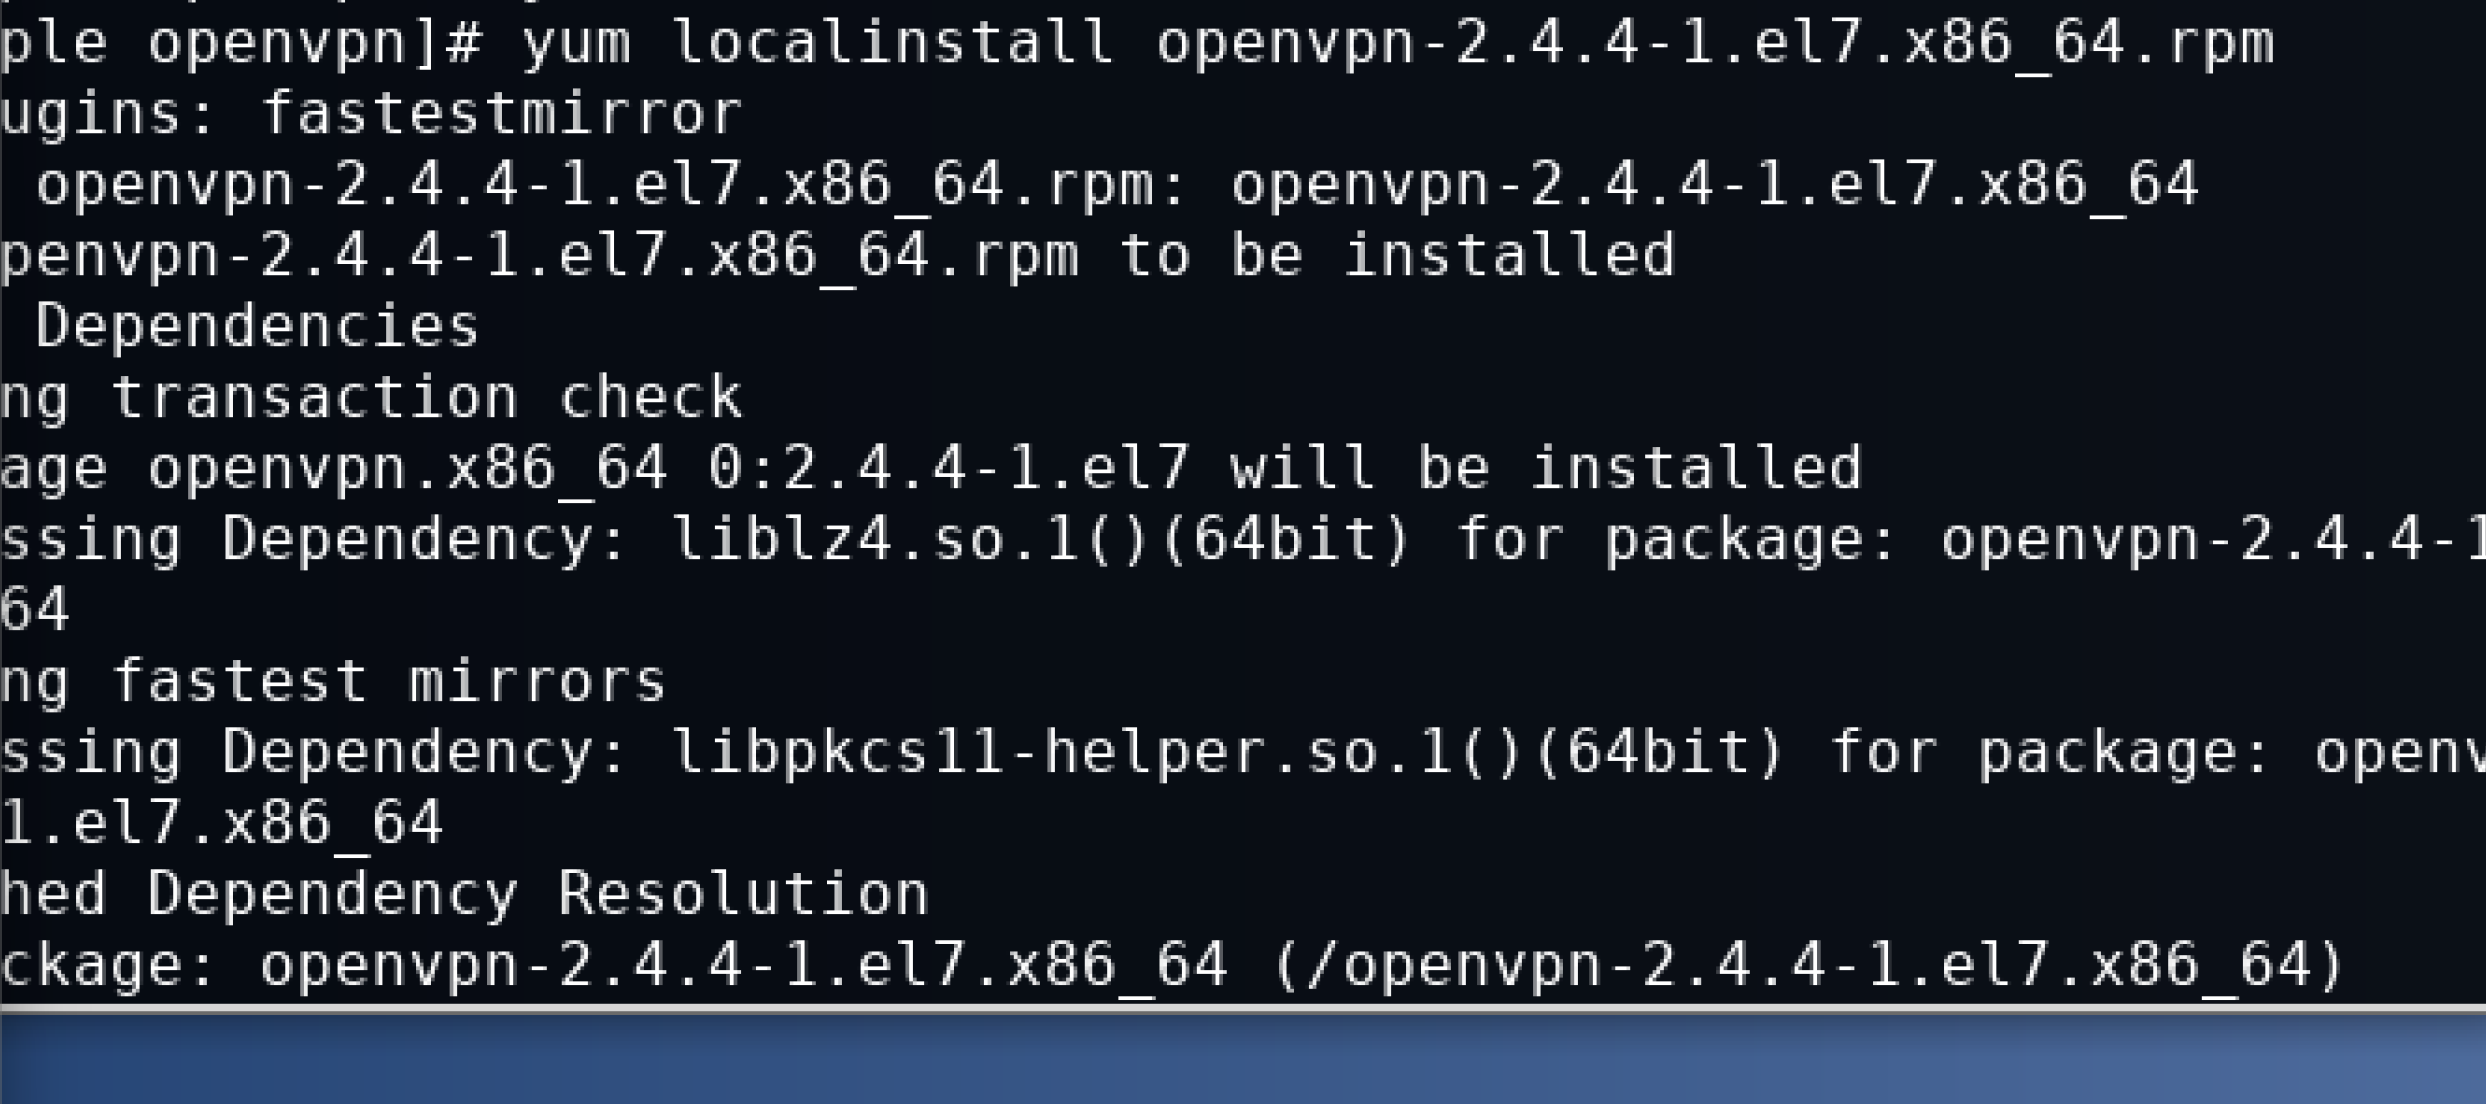 ple openvpn]# yum localinstall openvpn-2.4.4-1.el7.x86_64.rpm
ugins: fastestmirror
openvpn-2.4.4-1.el7.x86_64.rpm: openvpn-2.4.4-1.el7.x86_64
penvpn-2.4.4-1.el7.x86_64.rpm to be installed
Dependencies
ng transaction check
age openvpn.x86_64 0:2.4.4-1.el7 will be installed
ssing Dependency: liblz4.so.1()(64bit) for package: openvpn-2.4.4-1
64
ng fastest mirrors
ssing Dependency: libpkcs11-helper.so.1()(64bit) for package: openv
1.el7.x86_64
hed Dependency Resolution
ckage: openvpn-2.4.4-1.el7.x86_64 (/openvpn-2.4.4-1.el7.x86_64)